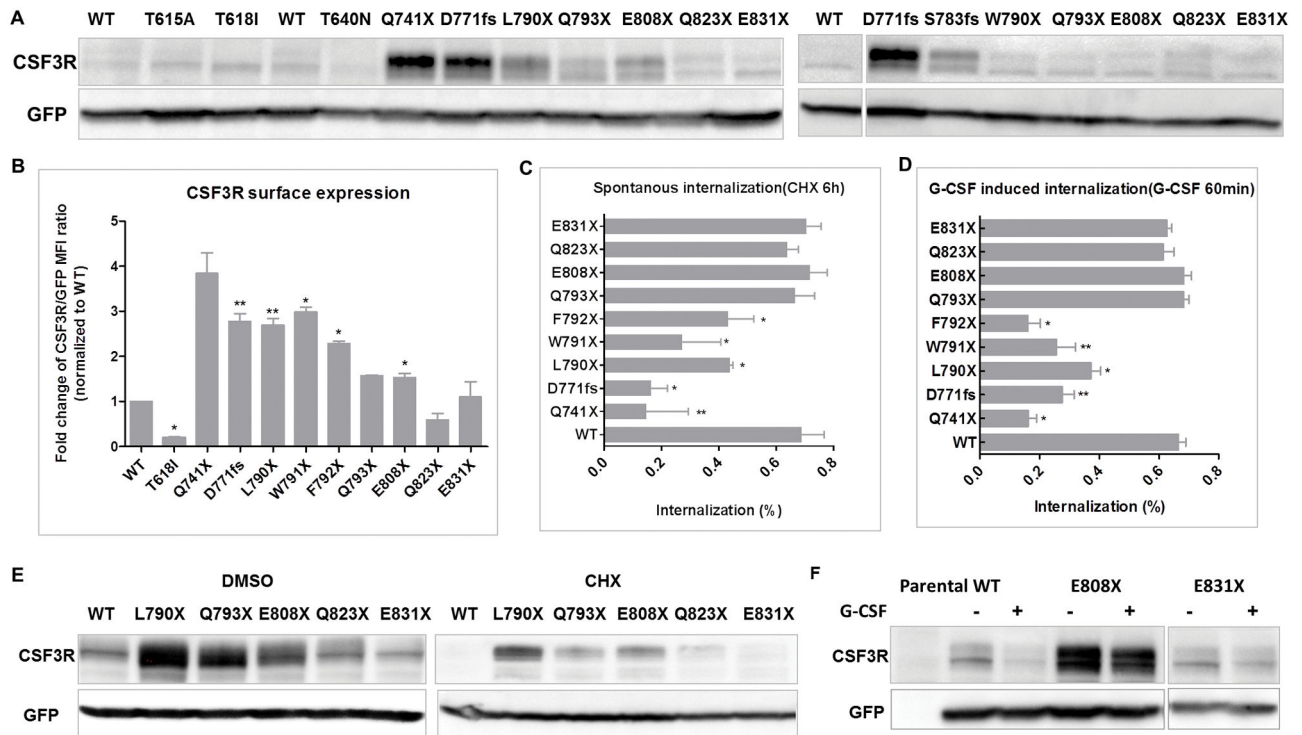 A
WT T615A T618I WT T640N Q741X D771fs L790X Q793X E808X Q823X E831X
WT D771fs S783fs W790X Q793X E808X Q823X E831X
CSF3R
GFP
B
CSF3R surface expression
Fold change of CSF3R/GFP MFI ratio
(normalized to WT)
5
4
3
2
1
0
* ** ** * * *
WT T618I Q741X D771fs L790X W791X F792X Q793X E808X Q823X E831X
C
Spontanous internalization(CHX 6h)
E831X
Q823X
E808X
Q793X
F792X *
W791X *
L790X *
D771fs *
Q741X **
WT
0.0 0.2 0.4 0.6 0.8
Internalization (%)
D
G-CSF induced internalization(G-CSF 60min)
E831X
Q823X
E808X
Q793X
F792X *
W791X **
L790X *
D771fs **
Q741X *
WT
0.0 0.2 0.4 0.6 0.8
Internalization (%)
E
DMSO CHX
WT L790X Q793X E808X Q823X E831X WT L790X Q793X E808X Q823X E831X
CSF3R
GFP
F
Parental WT E808X E831X
G-CSF - + - + - +
CSF3R
GFP